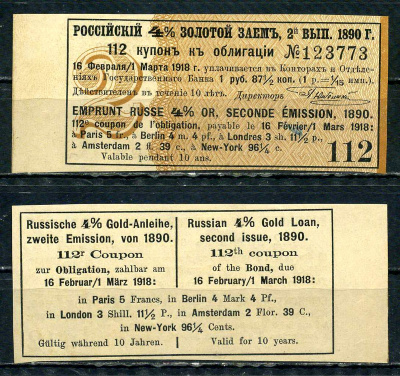 РОССІЙСКІЙ 4% ЗОЛОТОЙ ЗАЕМЪ, 2й ВЫП. 1890 Г.
112 купонъ къ облигаціи №123773
16 Февраля/1 Марта 1918 г. уплачивается въ Конторахъ и Отдѣле-
ніяхъ Государственнаго Банка 1 руб. 87½ коп. (1 р.=1/15 имп.)
Дѣйствителенъ въ теченіе 10 лѣтъ. Директоръ
EMPRUNT RUSSE 4% OR, SECONDE ÉMISSION, 1890.
112e coupon de l'obligation, payable le 16 Février/1 Mars 1918:
à Paris 5 f., à Berlin 4 m. 4 pf., à Londres 3 sh. 11½ p.,
à Amsterdam 2 fl. 39 c., à New-York 96¼ c.
Valable pendant 10 ans.
112
Russische 4% Gold-Anleihe,
zweite Emission, von 1890.
112r Coupon
zur Obligation, zahlbar am
16 Februar/1 März 1918:
Russian 4% Gold Loan,
second issue, 1890.
112th coupon
of the Bond, due
16 February/1 March 1918:
in Paris 5 Francs, in Berlin 4 Mark 4 Pf.,
in London 3 Shill. 11½ P., in Amsterdam 2 Flor. 39 C.,
in New-York 96¼ Cents.
Gültig während 10 Jahren.
Valid for 10 years.